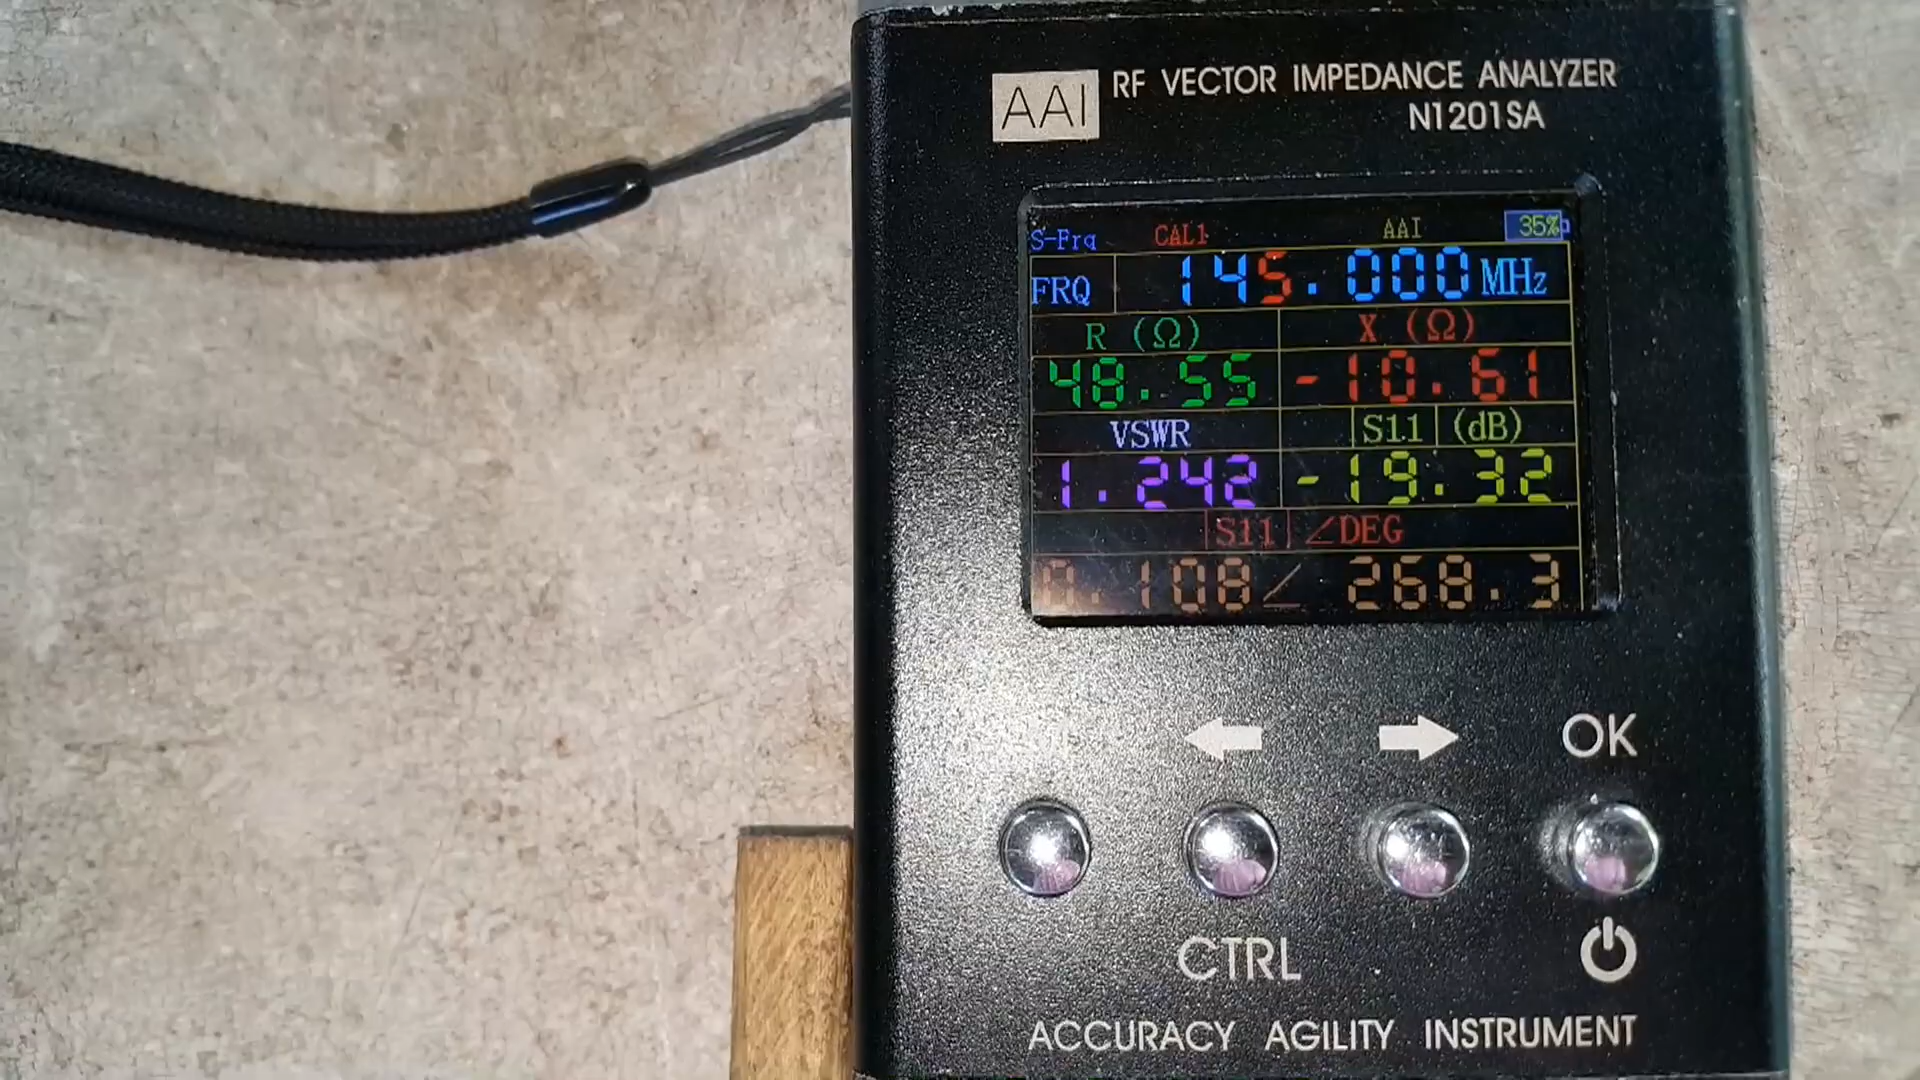 AAI RF VECTOR IMPEDANCE ANALYZER
N1201SA
S-Frq CAL1 AAI 35%
FRQ 145.000 MHz
R (Ω) X (Ω)
48.55 -10.61
VSWR |S11| (dB)
1.242 -19.32
|S11| ∠DEG
0.108∠ 268.3
OK
CTRL
ACCURACY AGILITY INSTRUMENT